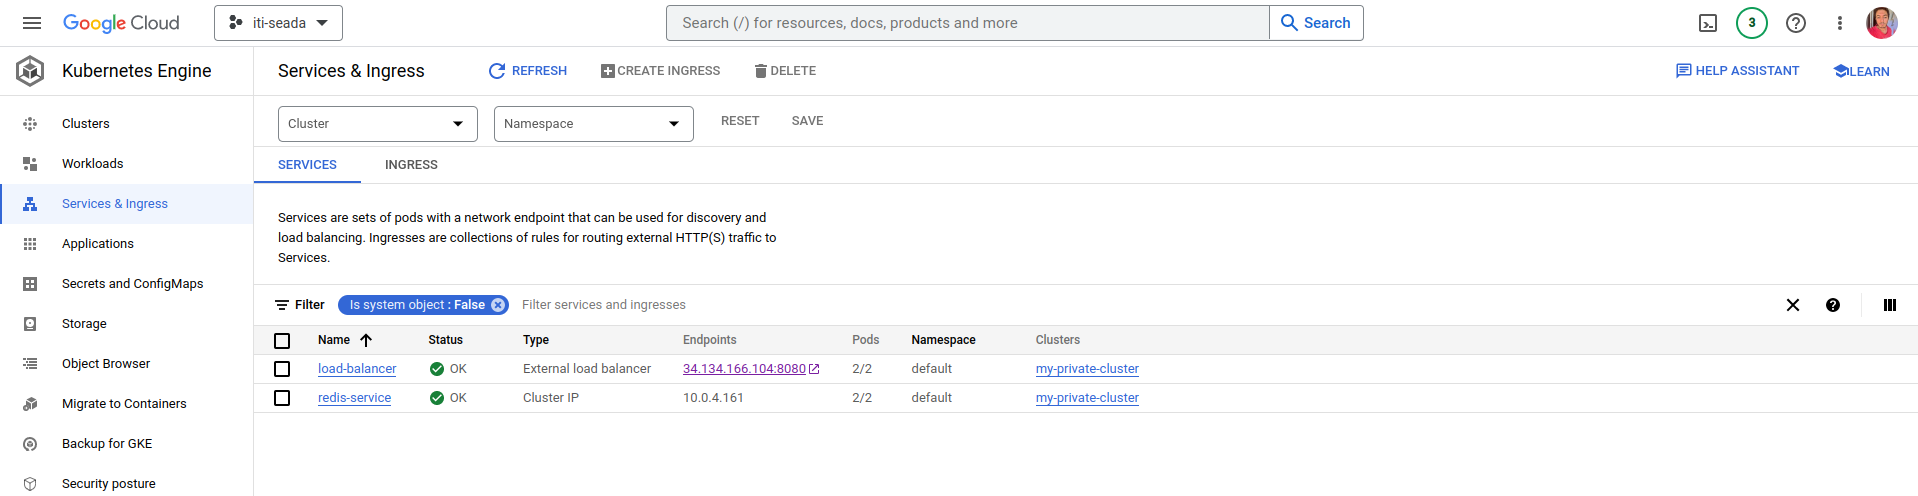 Google Cloud
iti-seada
Search (/) for resources, docs, products and more
Search
3
Kubernetes Engine
Services & Ingress
REFRESH
CREATE INGRESS
DELETE
HELP ASSISTANT
LEARN
Clusters
Workloads
Services & Ingress
Applications
Secrets and ConfigMaps
Storage
Object Browser
Migrate to Containers
Backup for GKE
Security posture
Cluster
Namespace
RESET
SAVE
SERVICES
INGRESS
Services are sets of pods with a network endpoint that can be used for discovery and
load balancing. Ingresses are collections of rules for routing external HTTP(S) traffic to
Services.
Filter
Is system object : False
Filter services and ingresses
Name Status Type Endpoints Pods Namespace Clusters
load-balancer OK External load balancer 34.134.166.104:8080 2/2 default my-private-cluster
redis-service OK Cluster IP 10.0.4.161 2/2 default my-private-cluster